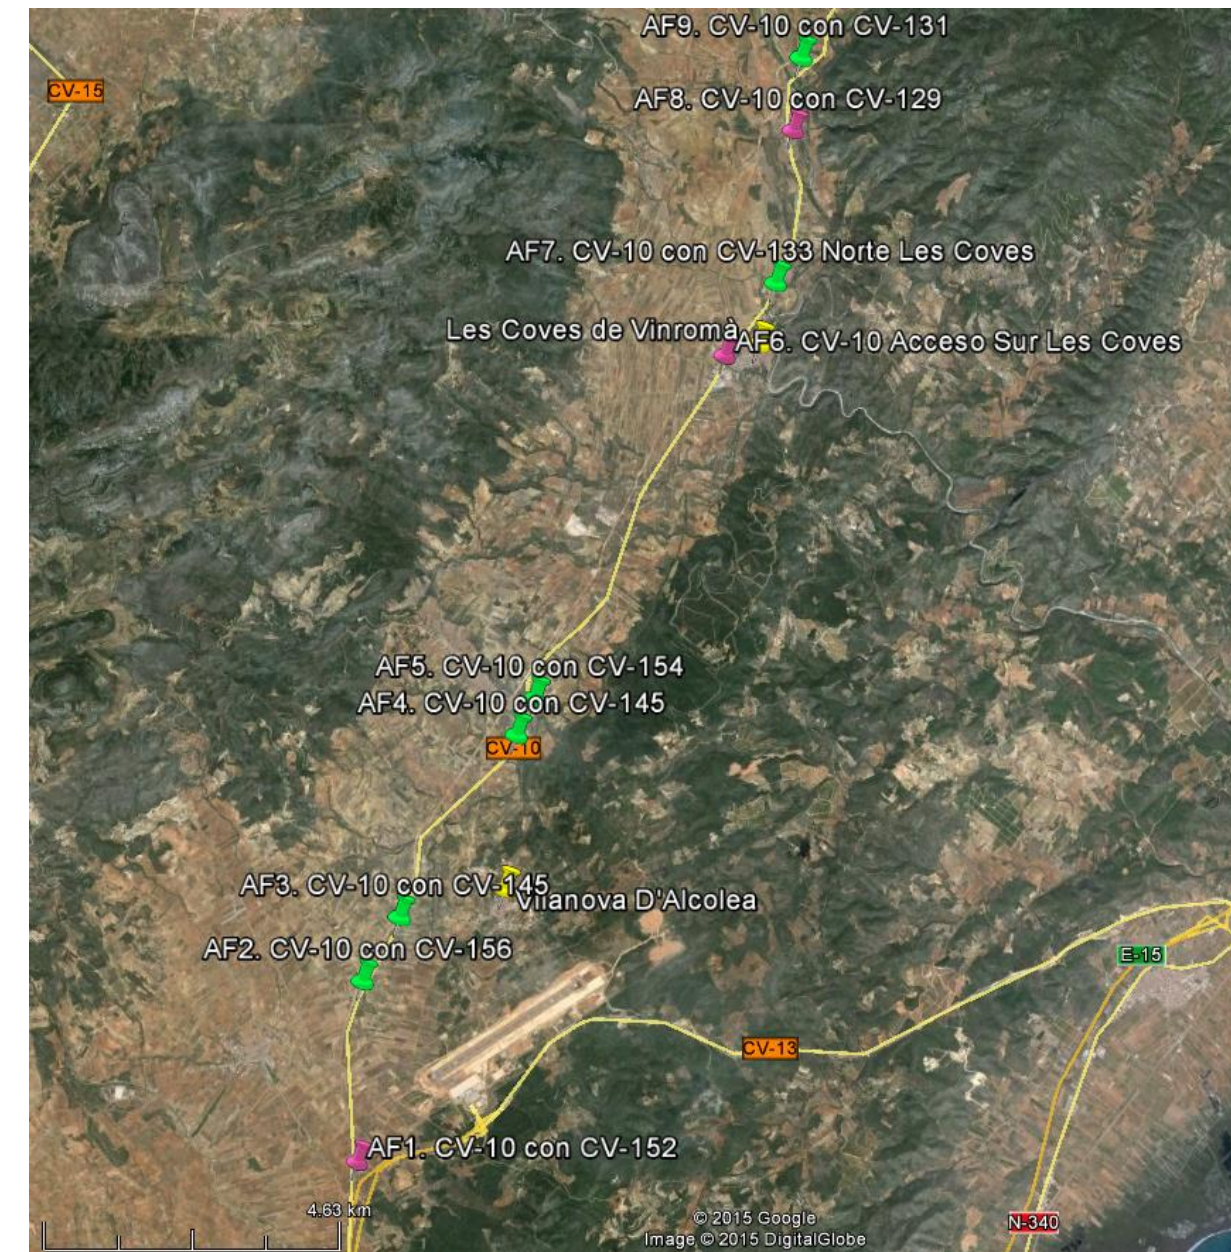 AF9. CV-10 con CV-131
CV-15
AF8. CV-10 con CV-129
AF7. CV-10 con CV-133 Norte Les Coves
Les Coves de Vinromà
AF6. CV-10 Acceso Sur Les Coves
AF5. CV-10 con CV-154
AF4. CV-10 con CV-145
CV-10
AF3. CV-10 con CV-145
Vilanova D'Alcolea
AF2. CV-10 con CV-156
E-15
CV-13
AF1. CV-10 con CV-152
4.63 km
© 2015 Google
N-340
Image © 2015 DigitalGlobe